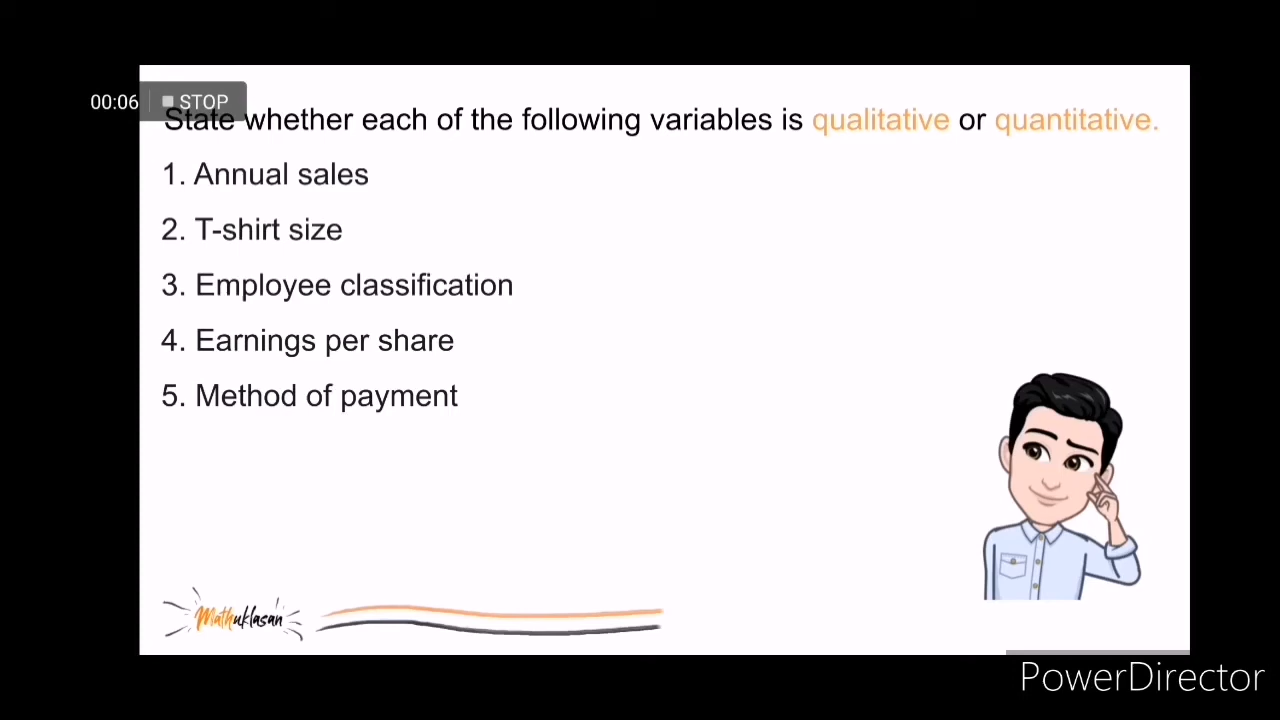 00:06 STOP
State whether each of the following variables is qualitative or quantitative.
1. Annual sales
2. T-shirt size
3. Employee classification
4. Earnings per share
5. Method of payment
Mathuklasan
PowerDirector